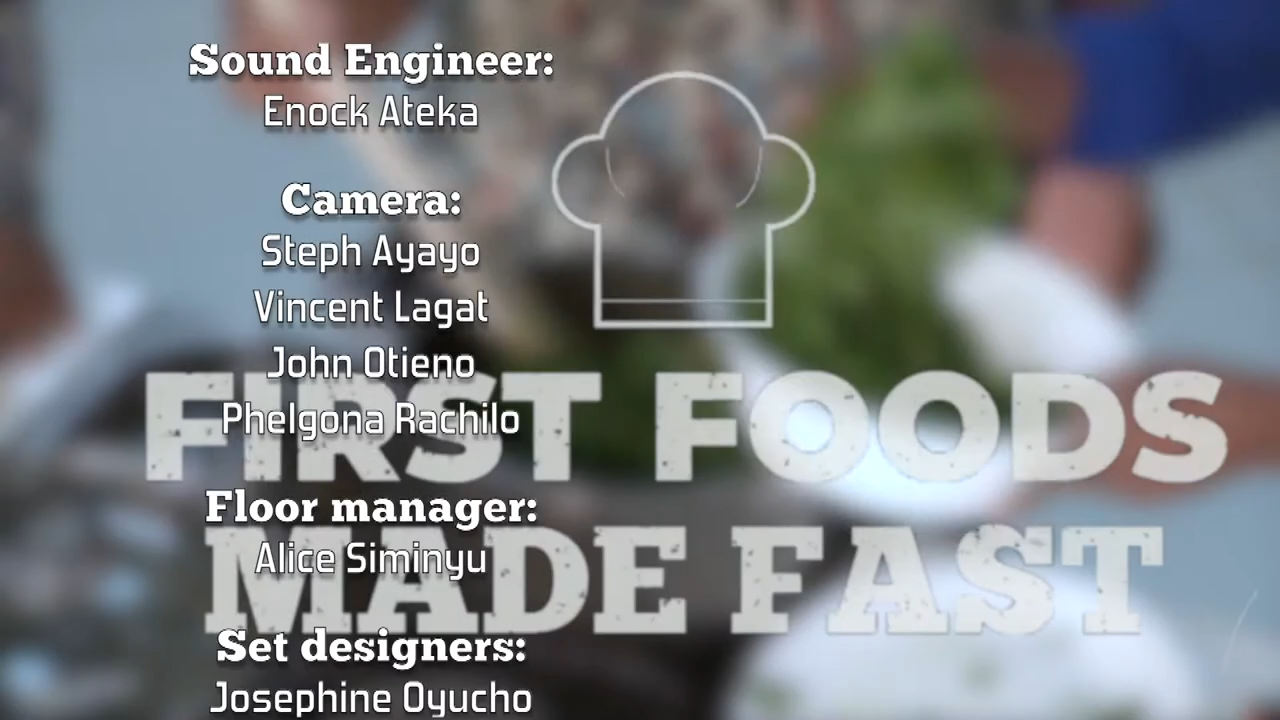 Sound Engineer:
Enock Ateka
Camera:
Steph Ayayo
Vincent Lagat
John Otieno
Phelgona Rachilo
FIRST FOODS
Floor manager:
Alice Siminyu
MADE FAST
Set designers:
Josephine Oyucho